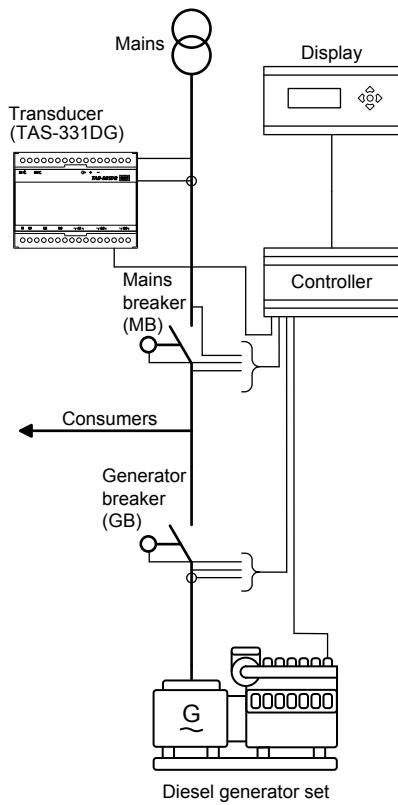 Mains
Display
Transducer
(TAS-331DG)
TAS-331DG
Controller
Mains
breaker
(MB)
Consumers
Generator
breaker
(GB)
G
Diesel generator set